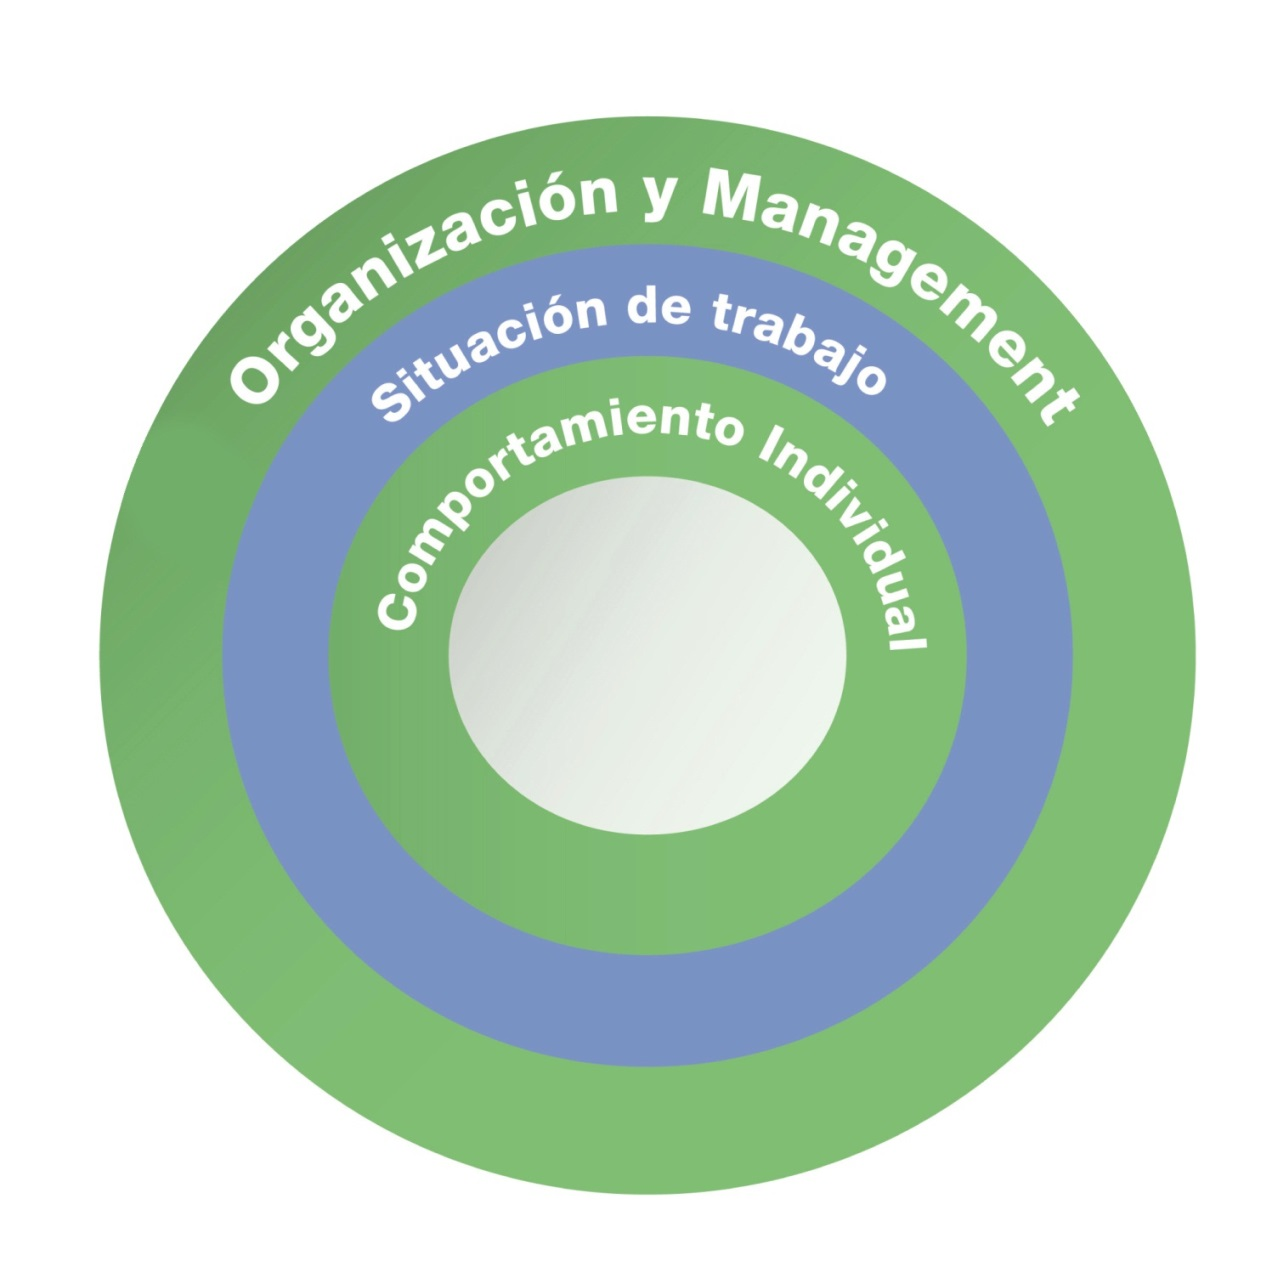 Organización y Management
Situación de trabajo
Comportamiento Individual